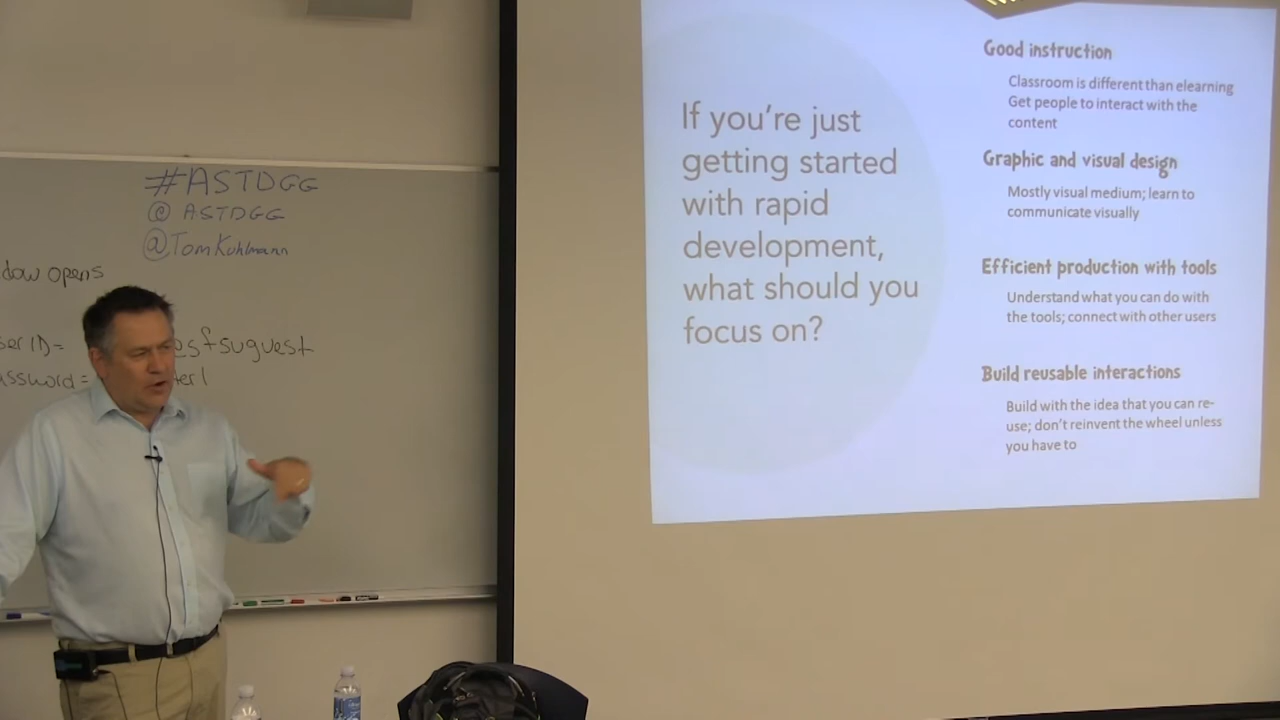 #ASTDGG
@ ASTDGG
@TomKuhlmann
dow opens
ser ID=
sfsuguest
assword =
If you're just
getting started
with rapid
development,
what should you
focus on?
Good instruction
Classroom is different than elearning
Get people to interact with the
content
Graphic and visual design
Mostly visual medium; learn to
communicate visually
Efficient production with tools
Understand what you can do with
the tools; connect with other users
Build reusable interactions
Build with the idea that you can re-
use; don't reinvent the wheel unless
you have to